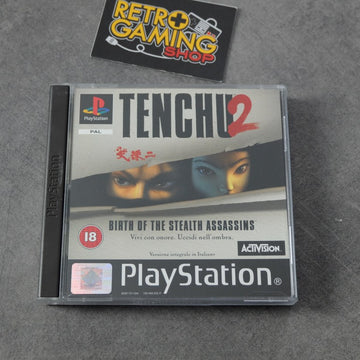 RETRO
GAMING
SHOP
PlayStation
PAL
TENCHU 2
BIRTH OF THE STEALTH ASSASSINS
Vivi con onore. Uccidi nell'ombra.
18
ACTIVISION
Versione integrale in Italiano
PlayStation®
PlayStation